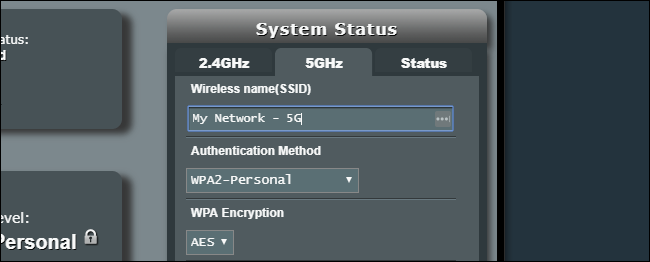 System Status
atus:
d
2.4GHz 5GHz Status
Wireless name(SSID)
My Network - 5G
Authentication Method
WPA2-Personal
WPA Encryption
evel:
ersonal
AES